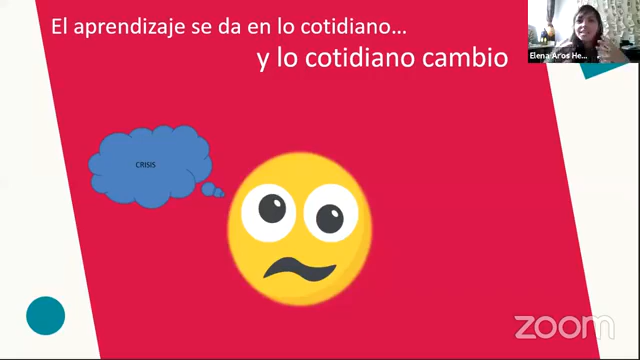 El aprendizaje se da en lo cotidiano...
y lo cotidiano cambio
Elena Aros He...
CRISIS
zoom